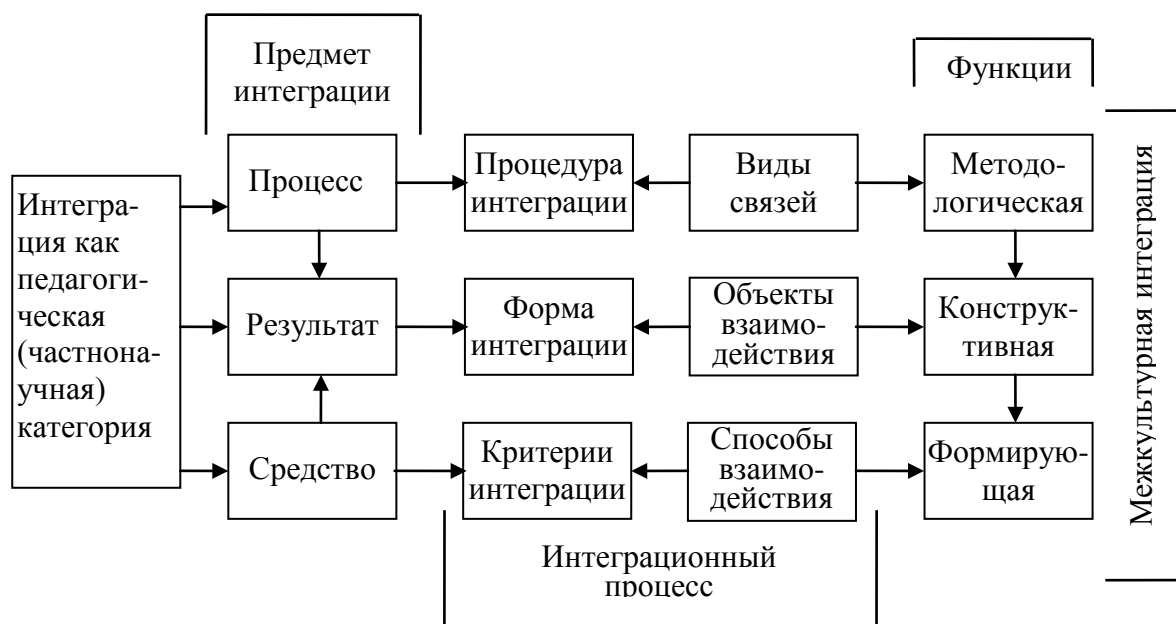 Предмет
интеграции
Функции
Интегра-
ция как
педагоги-
ческая
(частнона-
учная)
категория
Процесс
Процедура
интеграции
Виды
связей
Методо-
логическая
Результат
Форма
интеграции
Объекты
взаимо-
действия
Конструк-
тивная
Средство
Критерии
интеграции
Способы
взаимо-
действия
Формирую-
щая
Интеграционный
процесс
Межкультурная интеграция